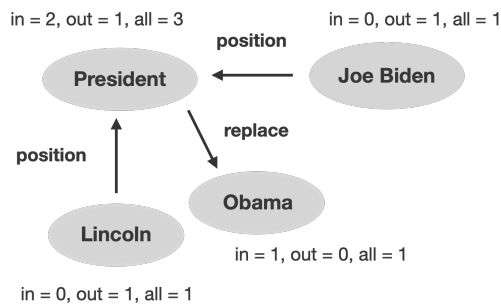 in = 2, out = 1, all = 3
in = 0, out = 1, all = 1
position
President
Joe Biden
replace
position
Obama
Lincoln
in = 1, out = 0, all = 1
in = 0, out = 1, all = 1